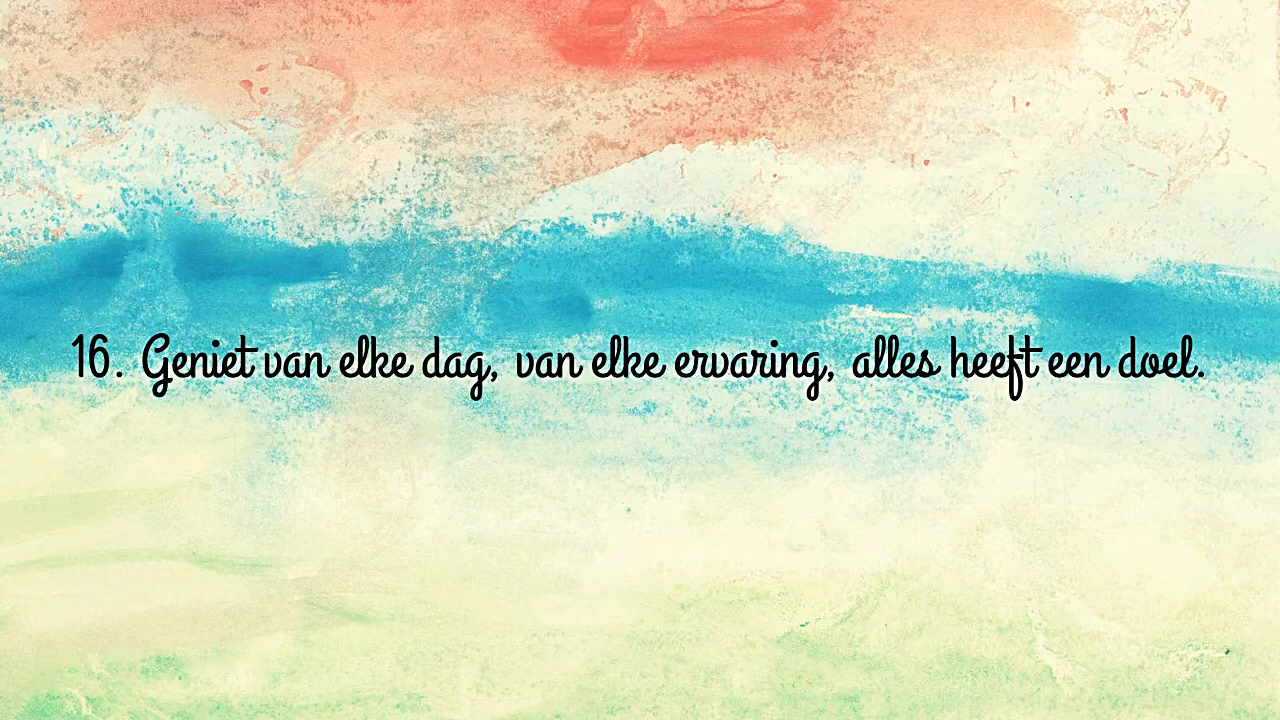 16. Geniet van elke dag, van elke ervaring, alles heeft een doel.